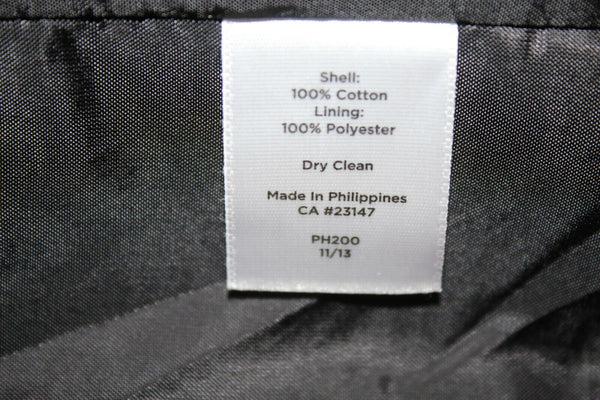 Shell:
100% Cotton
Lining:
100% Polyester
Dry Clean
Made In Philippines
CA #23147
PH200
11/13